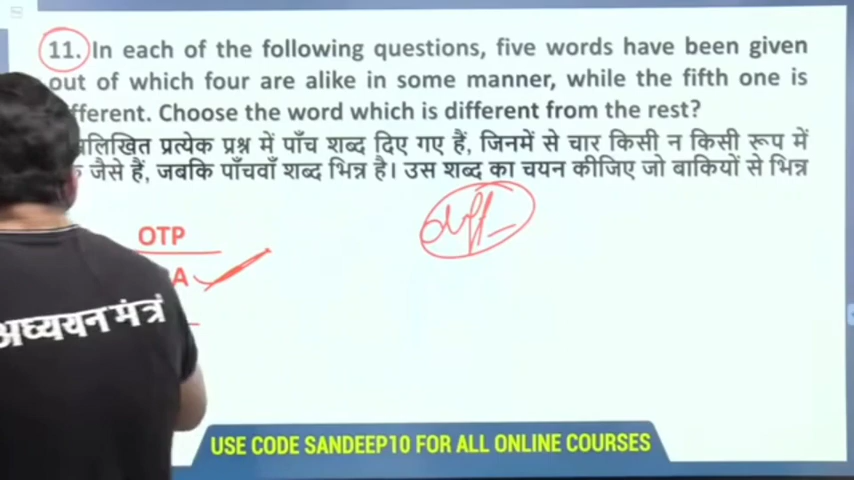 11. In each of the following questions, five words have been given
out of which four are alike in some manner, while the fifth one is
fferent. Choose the word which is different from the rest?
लिखित प्रत्येक प्रश्न में पाँच शब्द दिए गए हैं, जिनमें से चार किसी न किसी रूप में
जैसे हैं, जबकि पाँचवाँ शब्द भिन्न है। उस शब्द का चयन कीजिए जो बाकियों से भिन्न
diff
OTP
A
अध्ययन मंत्रं
USE CODE SANDEEP10 FOR ALL ONLINE COURSES